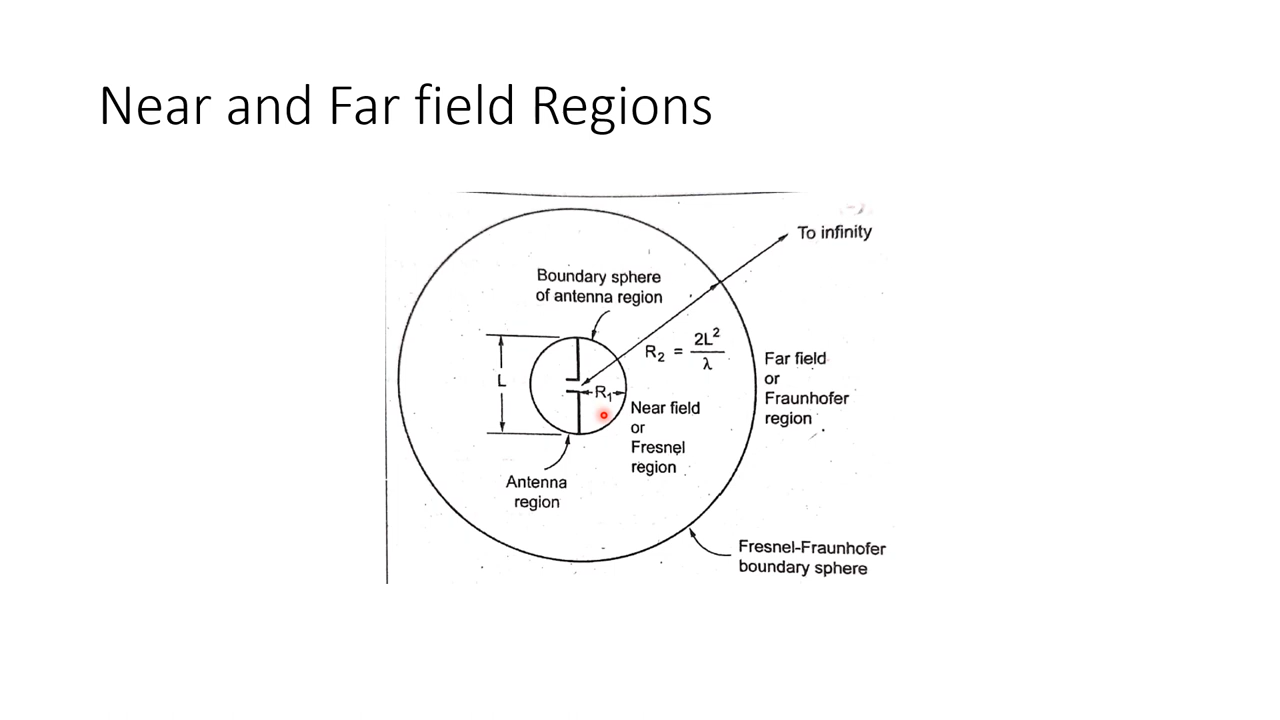 Near and Far field Regions
To infinity
Boundary sphere
of antenna region
R₂ = 2L²/λ
L
R₁
Far field
or
Fraunhofer
region
Near field
or
Fresnel
region
Antenna
region
Fresnel-Fraunhofer
boundary sphere